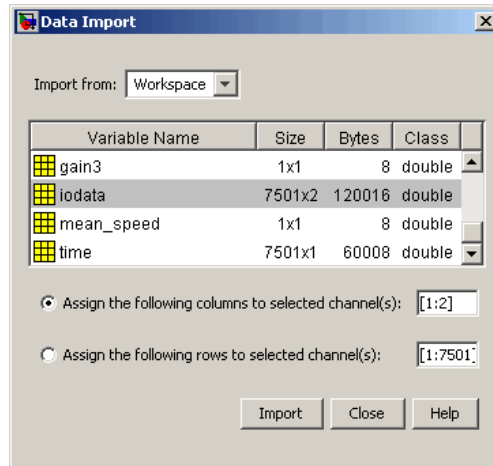 Data Import
Import from: Workspace
Variable Name Size Bytes Class
gain3 1x1 8 double
iodata 7501x2 120016 double
mean_speed 1x1 8 double
time 7501x1 60008 double
Assign the following columns to selected channel(s): [1:2]
Assign the following rows to selected channel(s): [1:7501]
Import Close Help